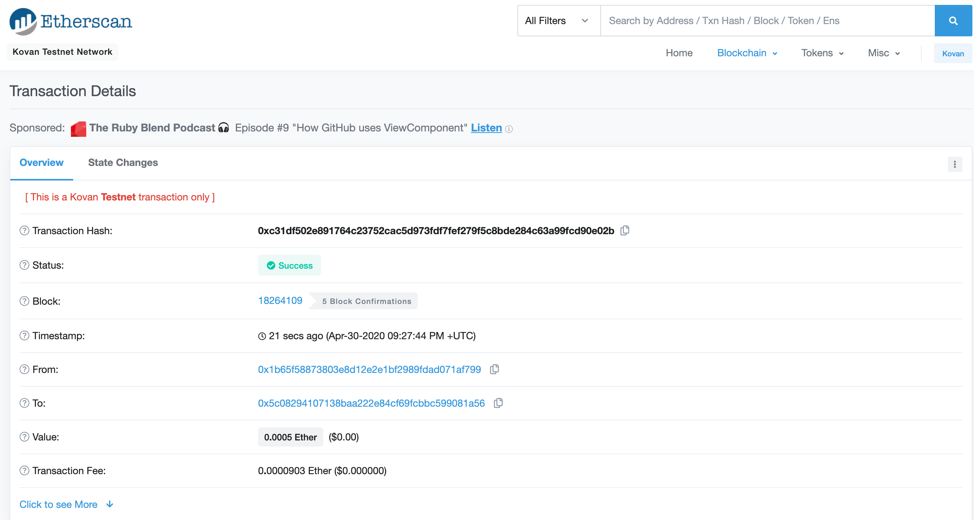 Etherscan
All Filters
Search by Address / Txn Hash / Block / Token / Ens
Kovan Testnet Network
Home Blockchain Tokens Misc Kovan
Transaction Details
Sponsored: The Ruby Blend Podcast Episode #9 "How GitHub uses ViewComponent" Listen
Overview State Changes
[ This is a Kovan Testnet transaction only ]
Transaction Hash: 0xc31df502e891764c23752cac5d973fdf7fef279f5c8bde284c63a99fcd90e02b
Status: Success
Block: 18264109 5 Block Confirmations
Timestamp: 21 secs ago (Apr-30-2020 09:27:44 PM +UTC)
From: 0x1b65f58873803e8d12e2e1bf2989fdad071af799
To: 0x5c08294107138baa222e84cf69fcbbc599081a56
Value: 0.0005 Ether ($0.00)
Transaction Fee: 0.0000903 Ether ($0.000000)
Click to see More